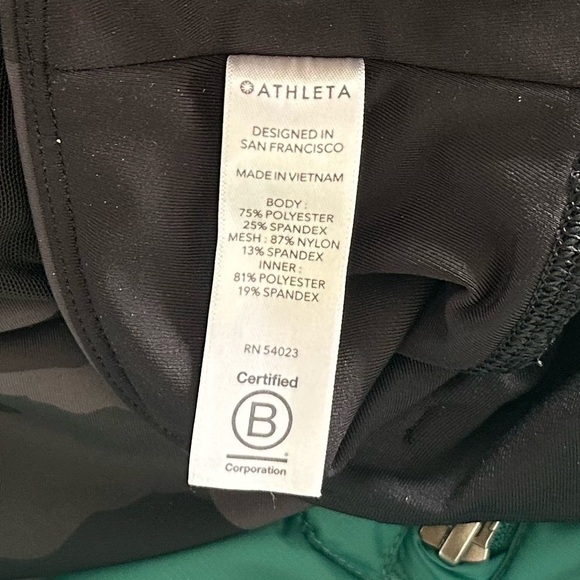 ATHLETA
DESIGNED IN
SAN FRANCISCO
MADE IN VIETNAM
BODY :
75% POLYESTER
25% SPANDEX
MESH : 87% NYLON
13% SPANDEX
INNER :
81% POLYESTER
19% SPANDEX
RN 54023
Certified
B
Corporation